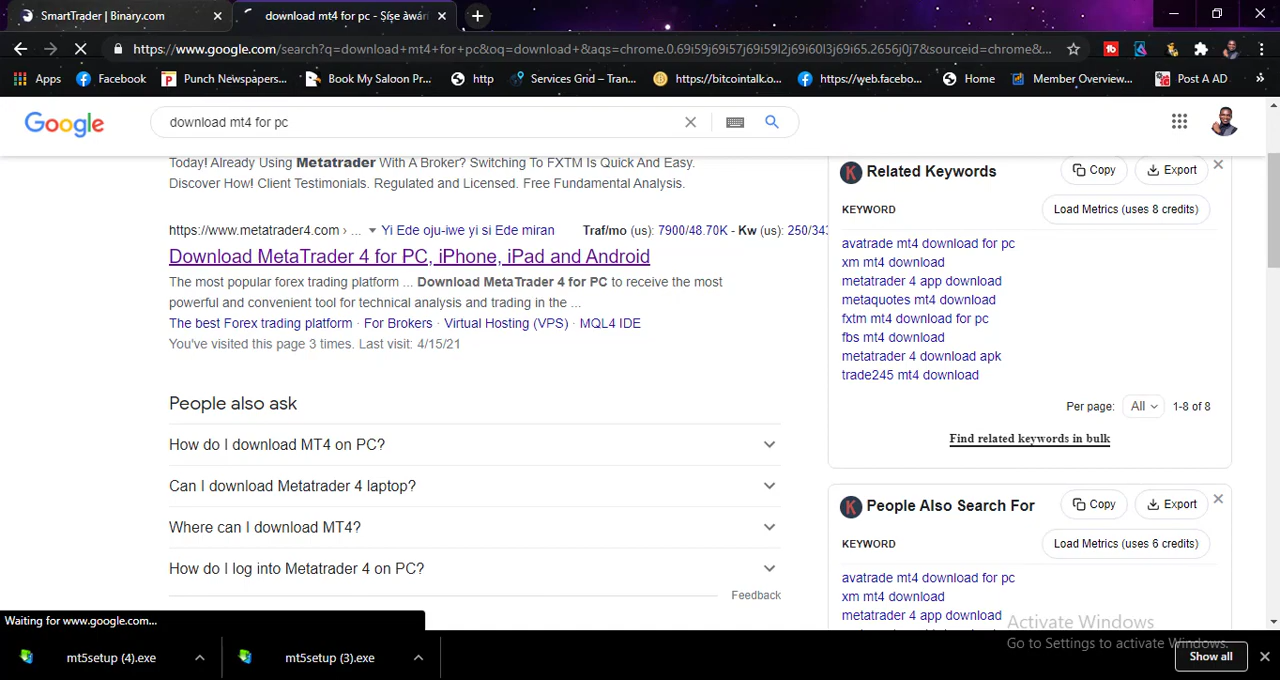 SmartTrader | Binary.com
download mt4 for pc - Ṣíṣe àwárí
https://www.google.com/search?q=download+mt4+for+pc&oq=download+&aqs=chrome.0.69i59j69i57j69i59l2j69i60l3j69i65.2656j0j7&sourceid=chrome&...
Apps Facebook Punch Newspapers... Book My Saloon Pr... http Services Grid – Tran... https://bitcointalk.o... https://web.facebo... Home Member Overview... Post A AD »
Google download mt4 for pc
Today! Already Using Metatrader With A Broker? Switching To FXTM Is Quick And Easy.
Discover How! Client Testimonials. Regulated and Licensed. Free Fundamental Analysis.
https://www.metatrader4.com › ... Yi Ede oju-iwe yi si Ede miran Traf/mo (us): 7900/48.70K - Kw (us): 250/343
Download MetaTrader 4 for PC, iPhone, iPad and Android
The most popular forex trading platform ... Download MetaTrader 4 for PC to receive the most
powerful and convenient tool for technical analysis and trading in the ...
The best Forex trading platform · For Brokers · Virtual Hosting (VPS) · MQL4 IDE
You've visited this page 3 times. Last visit: 4/15/21
People also ask
How do I download MT4 on PC?
Can I download Metatrader 4 laptop?
Where can I download MT4?
How do I log into Metatrader 4 on PC?
Feedback
K Related Keywords Copy Export
KEYWORD Load Metrics (uses 8 credits)
avatrade mt4 download for pc
xm mt4 download
metatrader 4 app download
metaquotes mt4 download
fxtm mt4 download for pc
fbs mt4 download
metatrader 4 download apk
trade245 mt4 download
Per page: All 1-8 of 8
Find related keywords in bulk
K People Also Search For Copy Export
KEYWORD Load Metrics (uses 6 credits)
avatrade mt4 download for pc
xm mt4 download
metatrader 4 app download
Activate Windows
Go to Settings to activate Windows.
Waiting for www.google.com...
mt5setup (4).exe mt5setup (3).exe Show all